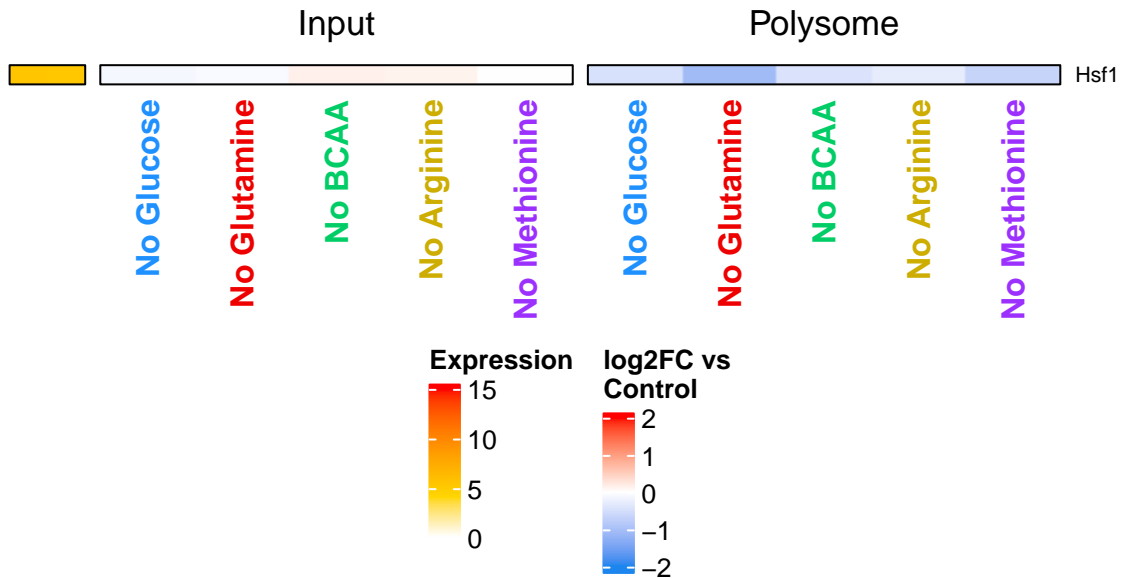 Input
Polysome
Hsf1
No Glucose
No Glutamine
No BCAA
No Arginine
No Methionine
No Glucose
No Glutamine
No BCAA
No Arginine
No Methionine
Expression
15
10
5
0
log2FC vs
Control
2
1
0
−1
−2